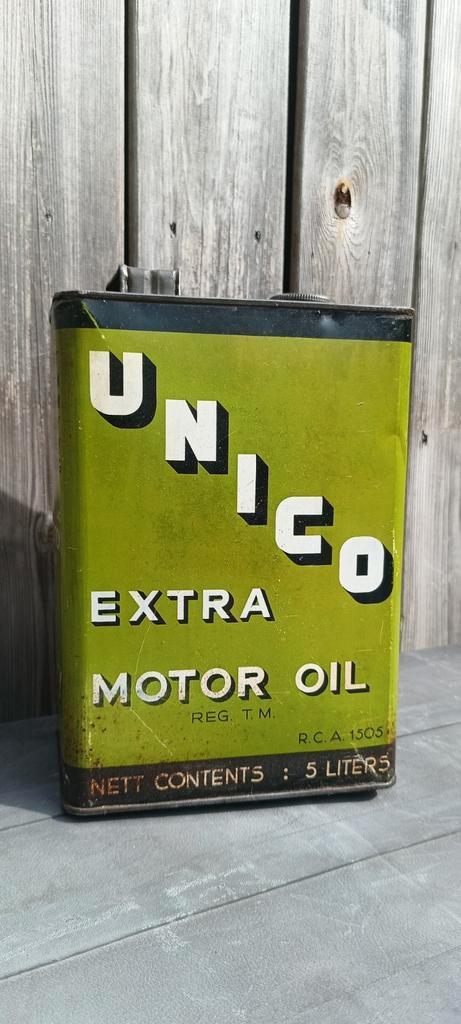 UNICO
EXTRA
MOTOR OIL
REG. T.M.
R.C.A. 1505
NETT CONTENTS : 5 LITERS